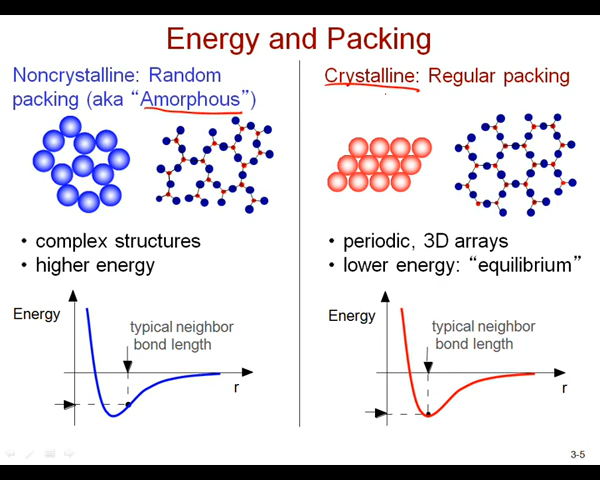 Energy and Packing
Noncrystalline: Random
packing (aka “Amorphous”)
• complex structures
• higher energy
Energy
typical neighbor
bond length
r
Crystalline: Regular packing
• periodic, 3D arrays
• lower energy: “equilibrium”
Energy
typical neighbor
bond length
r
3-5